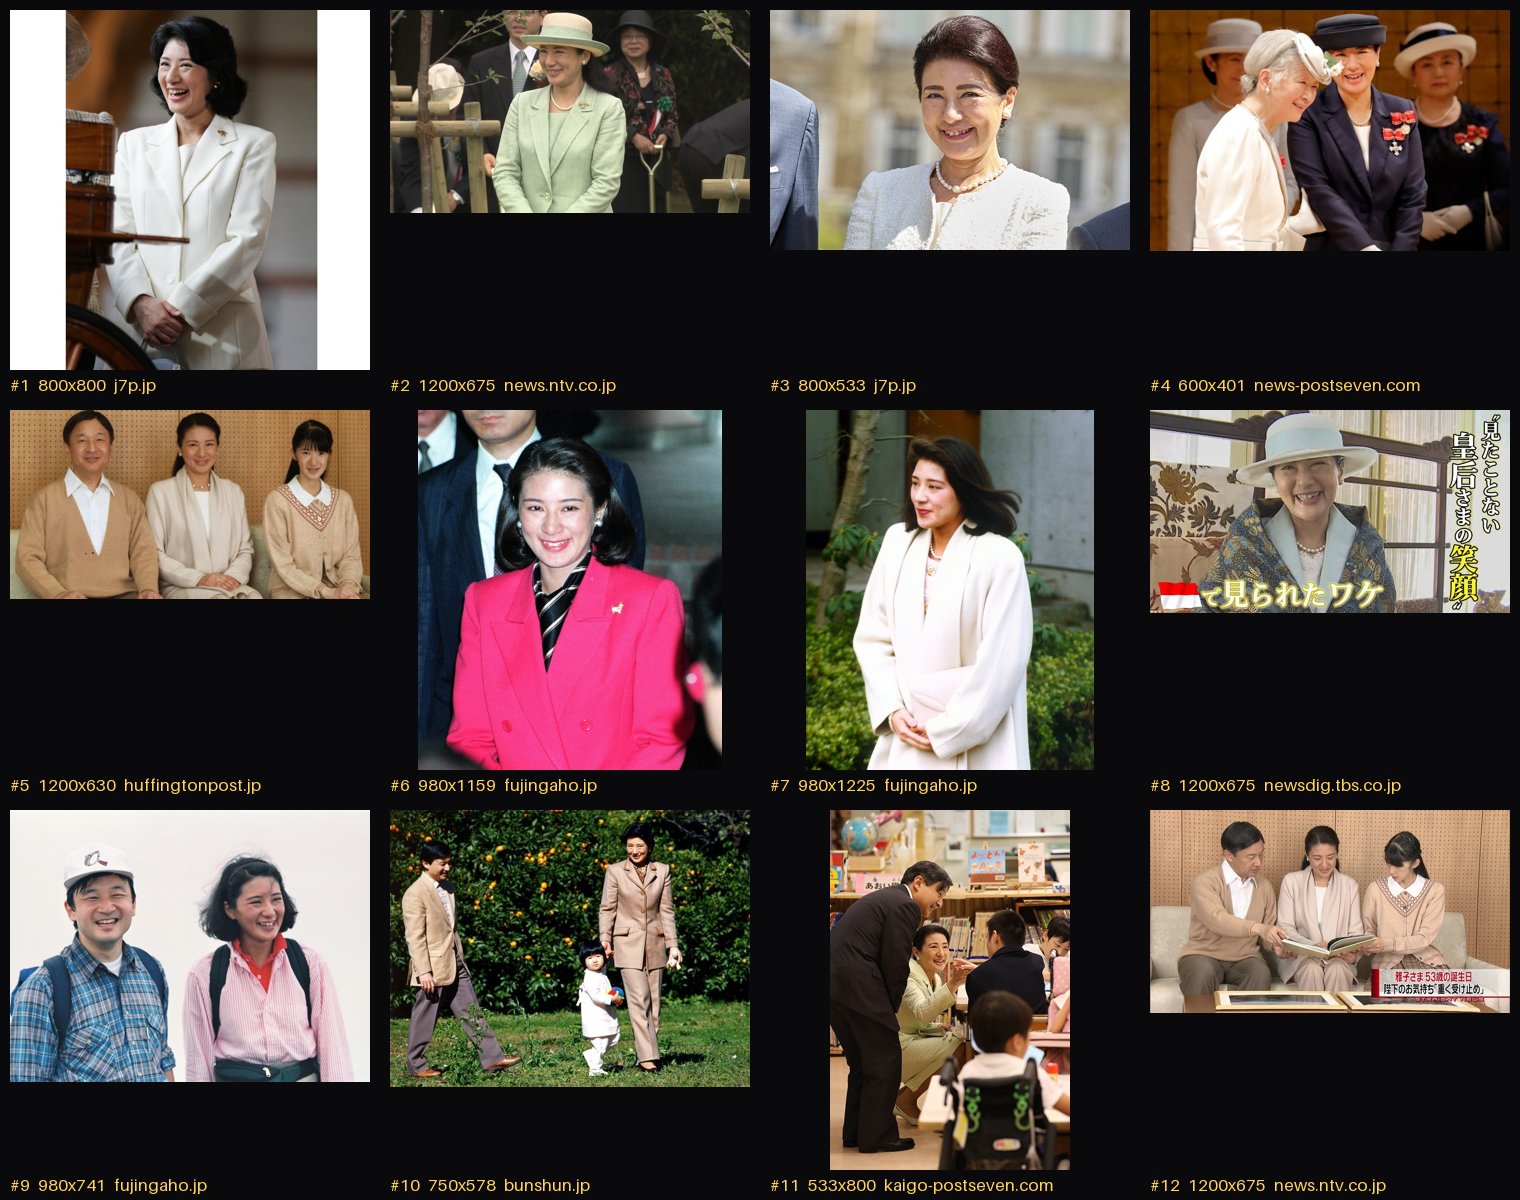 #1 800x800 j7p.jp
#2 1200x675 news.ntv.co.jp
#3 800x533 j7p.jp
#4 600x401 news-postseven.com
"見たことない
皇后さまの笑顔"
て見られたワケ
#5 1200x630 huffingtonpost.jp
#6 980x1159 fujingaho.jp
#7 980x1225 fujingaho.jp
#8 1200x675 newsdig.tbs.co.jp
あおい
雅子さま 53歳の誕生日
陛下のお気持ち「重く受け止め」
#9 980x741 fujingaho.jp
#10 750x578 bunshun.jp
#11 533x800 kaigo-postseven.com
#12 1200x675 news.ntv.co.jp